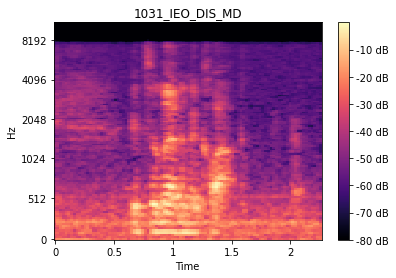 1031_IEO_DIS_MD
8192
4096
2048
1024
512
0
Hz
0
0.5
1
1.5
2
Time
-10 dB
-20 dB
-30 dB
-40 dB
-50 dB
-60 dB
-70 dB
-80 dB